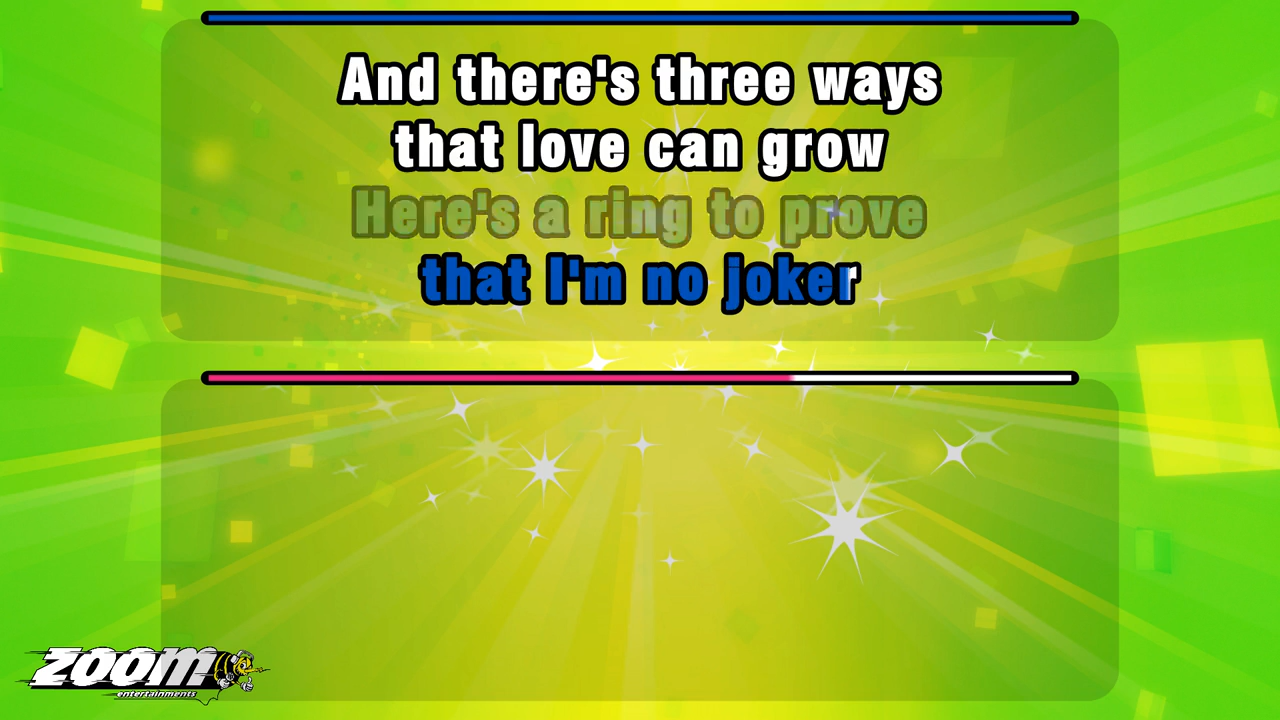 And there's three ways
that love can grow
Here's a ring to prove
that I'm no joker
ZOOM
entertainments